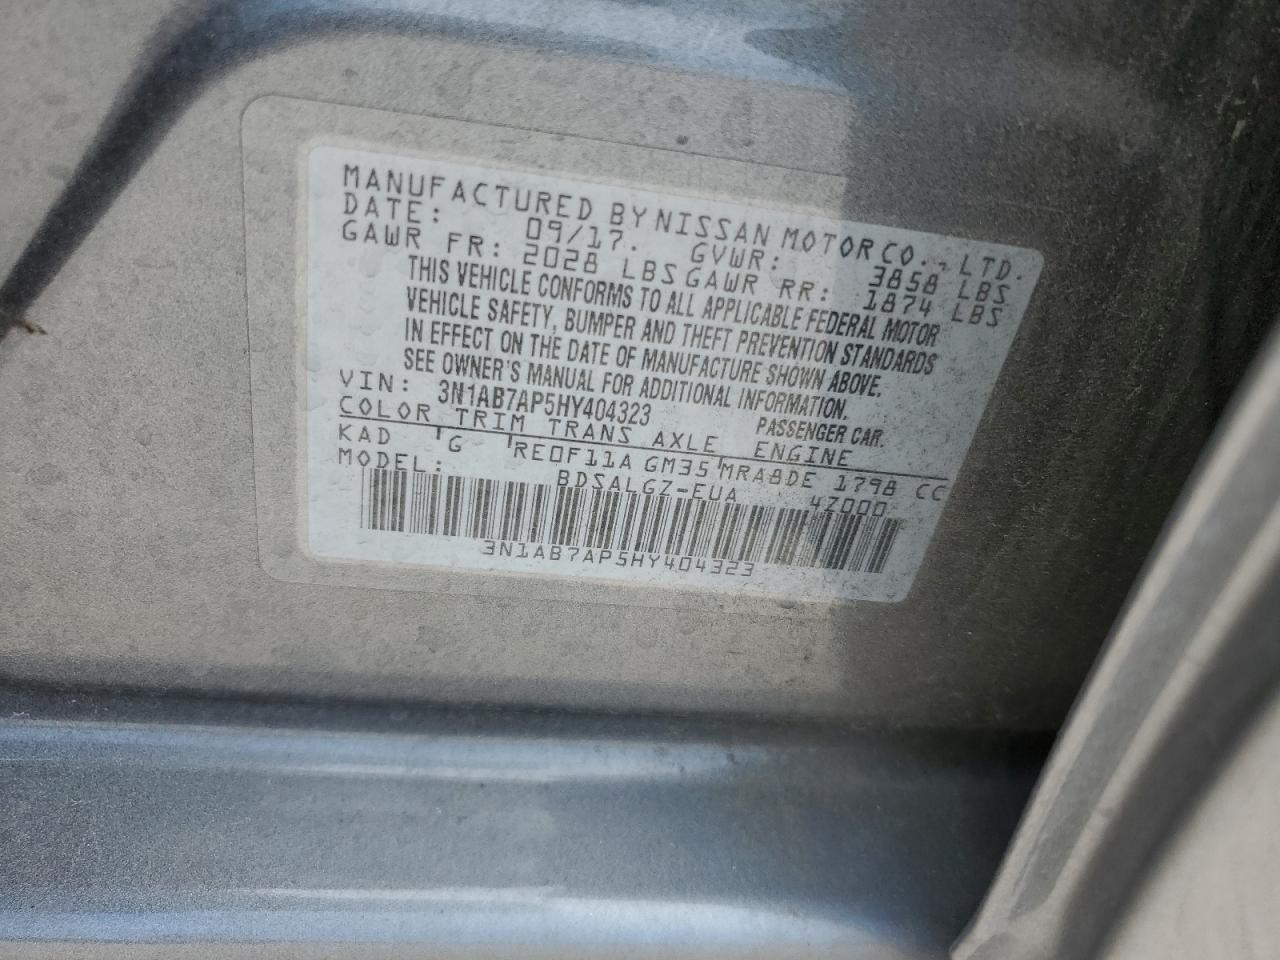 MANUFACTURED BY NISSAN MOTOR CO., LTD.
DATE: 09/17. GVWR: 3858 LBS
GAWR FR: 2028 LBS GAWR RR: 1874 LBS
THIS VEHICLE CONFORMS TO ALL APPLICABLE FEDERAL MOTOR
VEHICLE SAFETY, BUMPER AND THEFT PREVENTION STANDARDS
IN EFFECT ON THE DATE OF MANUFACTURE SHOWN ABOVE.
SEE OWNER'S MANUAL FOR ADDITIONAL INFORMATION.
VIN: 3N1AB7AP5HY404323 PASSENGER CAR.
COLOR TRIM TRANS AXLE ENGINE
KAD G RE0F11A GM35 MRA8DE 1798 CC
MODEL: BDSALGZ-EUA 4Z000
3N1AB7AP5HY404323